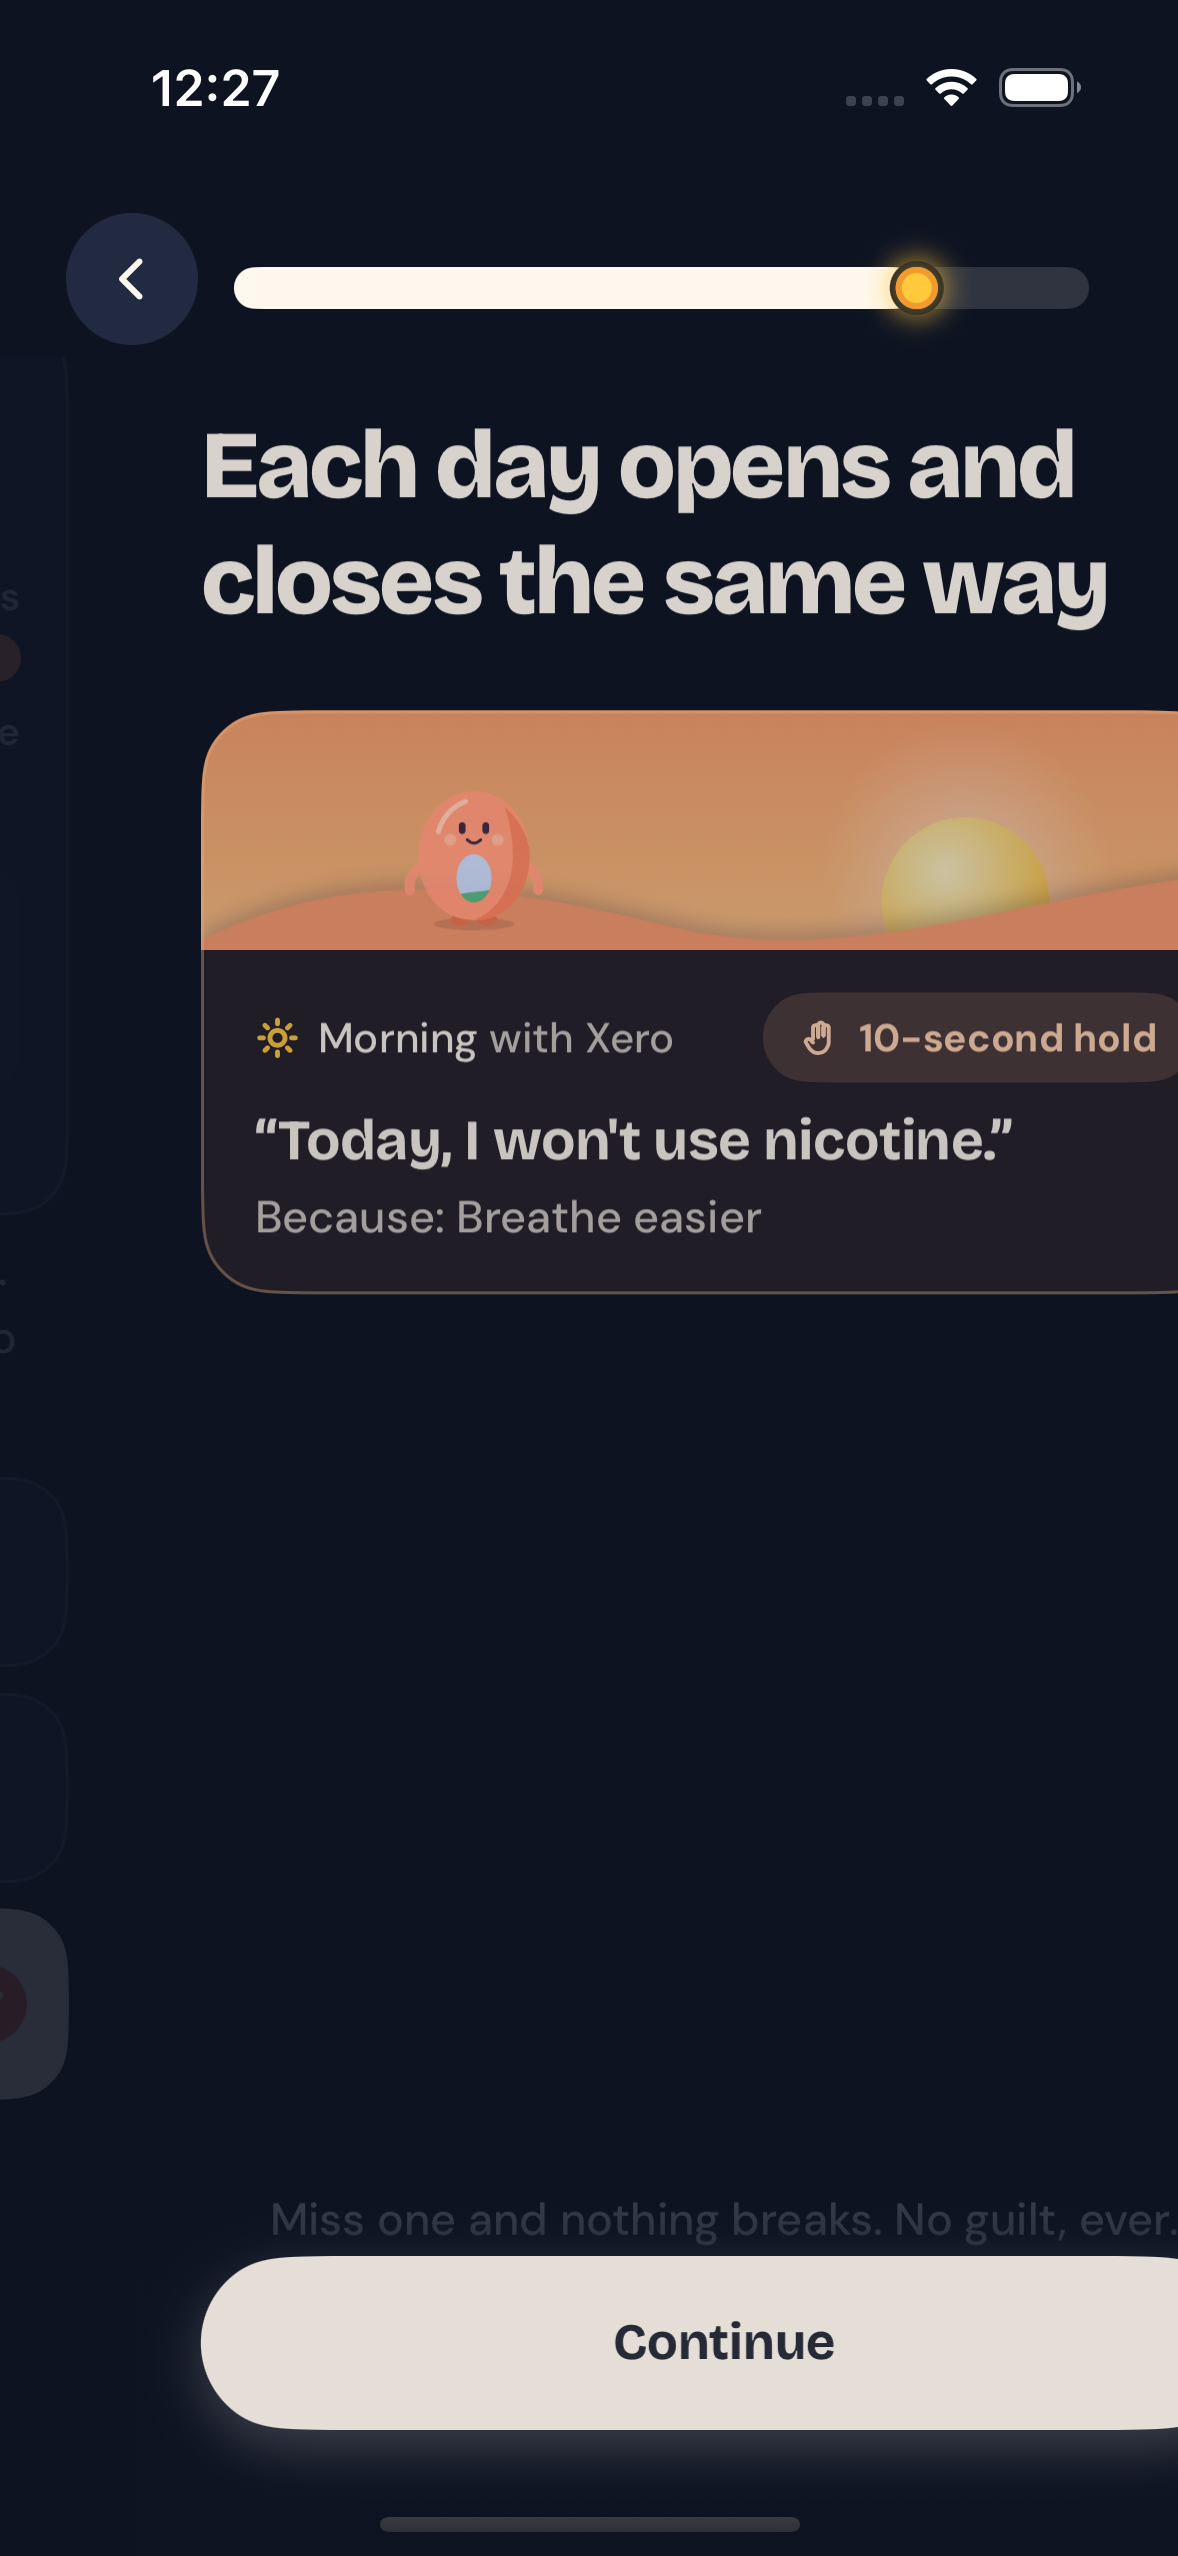 12:27
Each day opens and
closes the same way
s
e
Morning with Xero
10-second hold
“Today, I won't use nicotine.”
Because: Breathe easier
.
o
Miss one and nothing breaks. No guilt, ever.
Continue